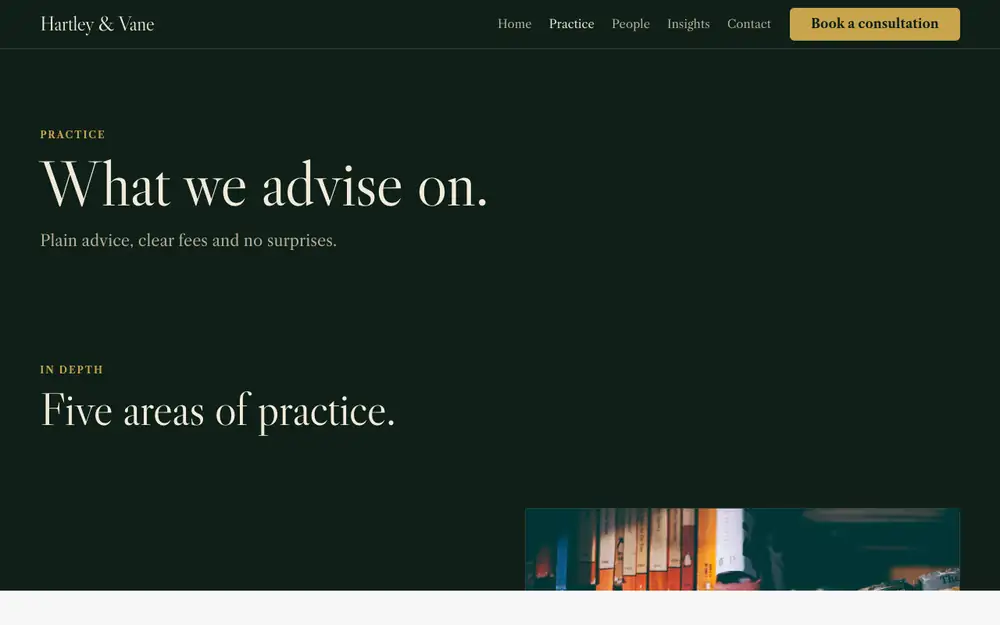 Hartley & Vane
Home Practice People Insights Contact Book a consultation
PRACTICE
What we advise on.
Plain advice, clear fees and no surprises.
IN DEPTH
Five areas of practice.